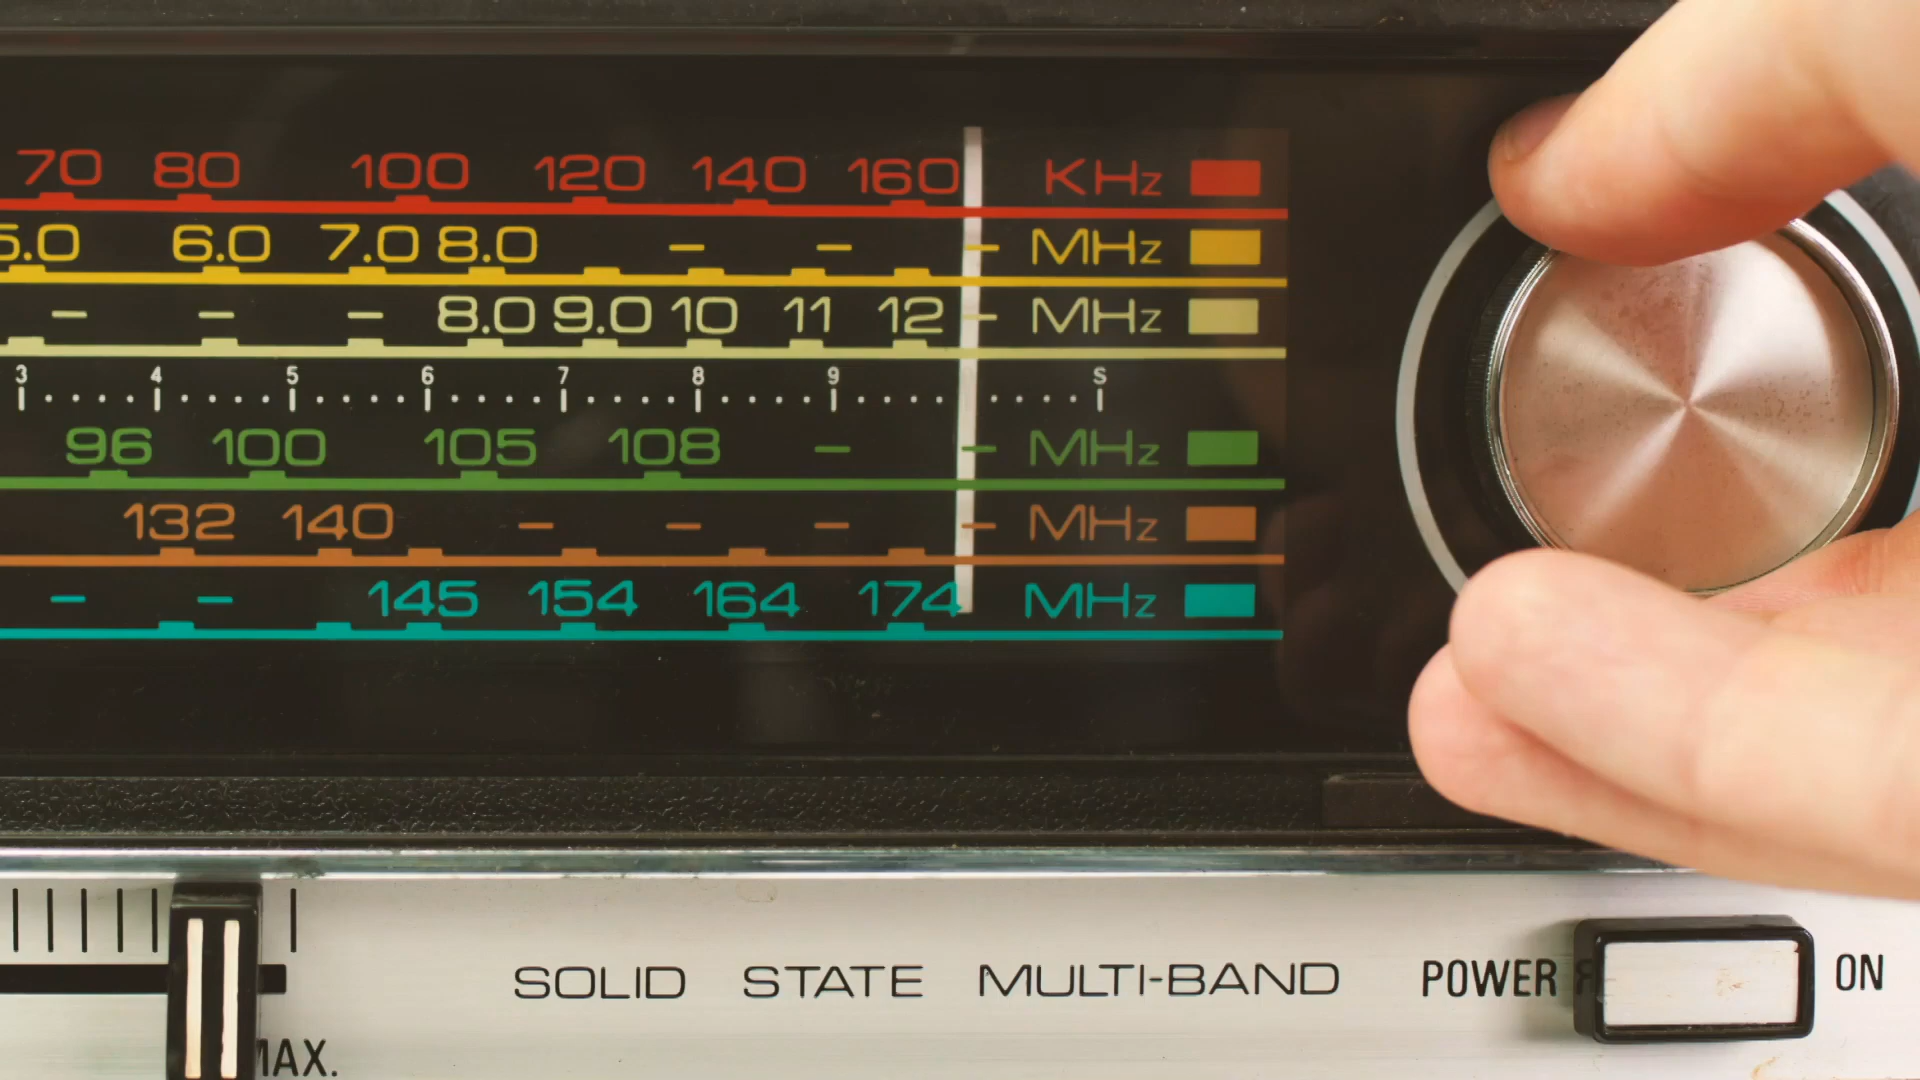 70 80 100 120 140 160 KHz
5.0 6.0 7.0 8.0 – – – MHz
– – – 8.0 9.0 10 11 12 – MHz
3 4 5 6 7 8 9 S
96 100 105 108 – – MHz
132 140 – – – – MHz
– – 145 154 164 174 MHz
SOLID STATE MULTI-BAND POWER ON
MAX.